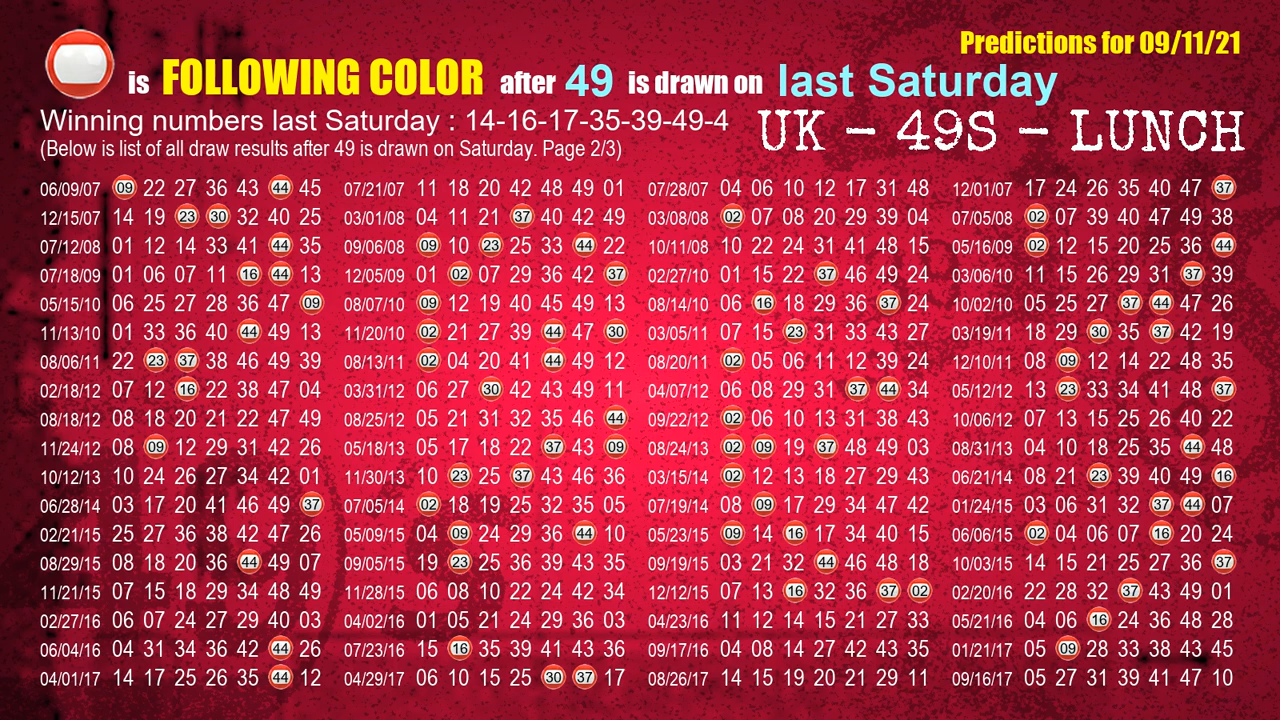 Predictions for 09/11/21
is FOLLOWING COLOR after 49 is drawn on last Saturday
Winning numbers last Saturday : 14-16-17-35-39-49-4
UK - 49S - LUNCH
(Below is list of all draw results after 49 is drawn on Saturday. Page 2/3)
06/09/07 09 22 27 36 43 44 45 07/21/07 11 18 20 42 48 49 01 07/28/07 04 06 10 12 17 31 48 12/01/07 17 24 26 35 40 47 37
12/15/07 14 19 23 30 32 40 25 03/01/08 04 11 21 37 40 42 49 03/08/08 02 07 08 20 29 39 04 07/05/08 02 07 39 40 47 49 38
07/12/08 01 12 14 33 41 44 35 09/06/08 09 10 23 25 33 44 22 10/11/08 10 22 24 31 41 48 15 05/16/09 02 12 15 20 25 36 44
07/18/09 01 06 07 11 16 44 13 12/05/09 01 02 07 29 36 42 37 02/27/10 01 15 22 37 46 49 24 03/06/10 11 15 26 29 31 37 39
05/15/10 06 25 27 28 36 47 09 08/07/10 09 12 19 40 45 49 13 08/14/10 06 16 18 29 36 37 24 10/02/10 05 25 27 37 44 47 26
11/13/10 01 33 36 40 44 49 13 11/20/10 02 21 27 39 44 47 30 03/05/11 07 15 23 31 33 43 27 03/19/11 18 29 30 35 37 42 19
08/06/11 22 23 37 38 46 49 39 08/13/11 02 04 20 41 44 49 12 08/20/11 02 05 06 11 12 39 24 12/10/11 08 09 12 14 22 48 35
02/18/12 07 12 16 22 38 47 04 03/31/12 06 27 30 42 43 49 11 04/07/12 06 08 29 31 37 44 34 05/12/12 13 23 33 34 41 48 37
08/18/12 08 18 20 21 22 47 49 08/25/12 05 21 31 32 35 46 44 09/22/12 02 06 10 13 31 38 43 10/06/12 07 13 15 25 26 40 22
11/24/12 08 09 12 29 31 42 26 05/18/13 05 17 18 22 37 43 09 08/24/13 02 09 19 37 48 49 03 08/31/13 04 10 18 25 35 44 48
10/12/13 10 24 26 27 34 42 01 11/30/13 10 23 25 37 43 46 36 03/15/14 02 12 13 18 27 29 43 06/21/14 08 21 23 39 40 49 16
06/28/14 03 17 20 41 46 49 37 07/05/14 02 18 19 25 32 35 05 07/19/14 08 09 17 29 34 47 42 01/24/15 03 06 31 32 37 44 07
02/21/15 25 27 36 38 42 47 26 05/09/15 04 09 24 29 36 44 10 05/23/15 09 14 16 17 34 40 15 06/06/15 02 04 06 07 16 20 24
08/29/15 08 18 20 36 44 49 07 09/05/15 19 23 25 36 39 43 35 09/19/15 03 21 32 44 46 48 18 10/03/15 14 15 21 25 27 36 37
11/21/15 07 15 18 29 34 48 49 11/28/15 06 08 10 22 24 42 34 12/12/15 07 13 16 32 36 37 02 02/20/16 22 28 32 37 43 49 01
02/27/16 06 07 24 27 29 40 03 04/02/16 01 05 21 24 29 36 03 04/23/16 11 12 14 15 21 27 33 05/21/16 04 06 16 24 36 48 28
06/04/16 04 31 34 36 42 44 26 07/23/16 15 16 35 39 41 43 36 09/17/16 04 08 14 27 42 43 35 01/21/17 05 09 28 33 38 43 45
04/01/17 14 17 25 26 35 44 12 04/29/17 06 10 15 25 30 37 17 08/26/17 14 15 19 20 21 29 11 09/16/17 05 27 31 39 41 47 10